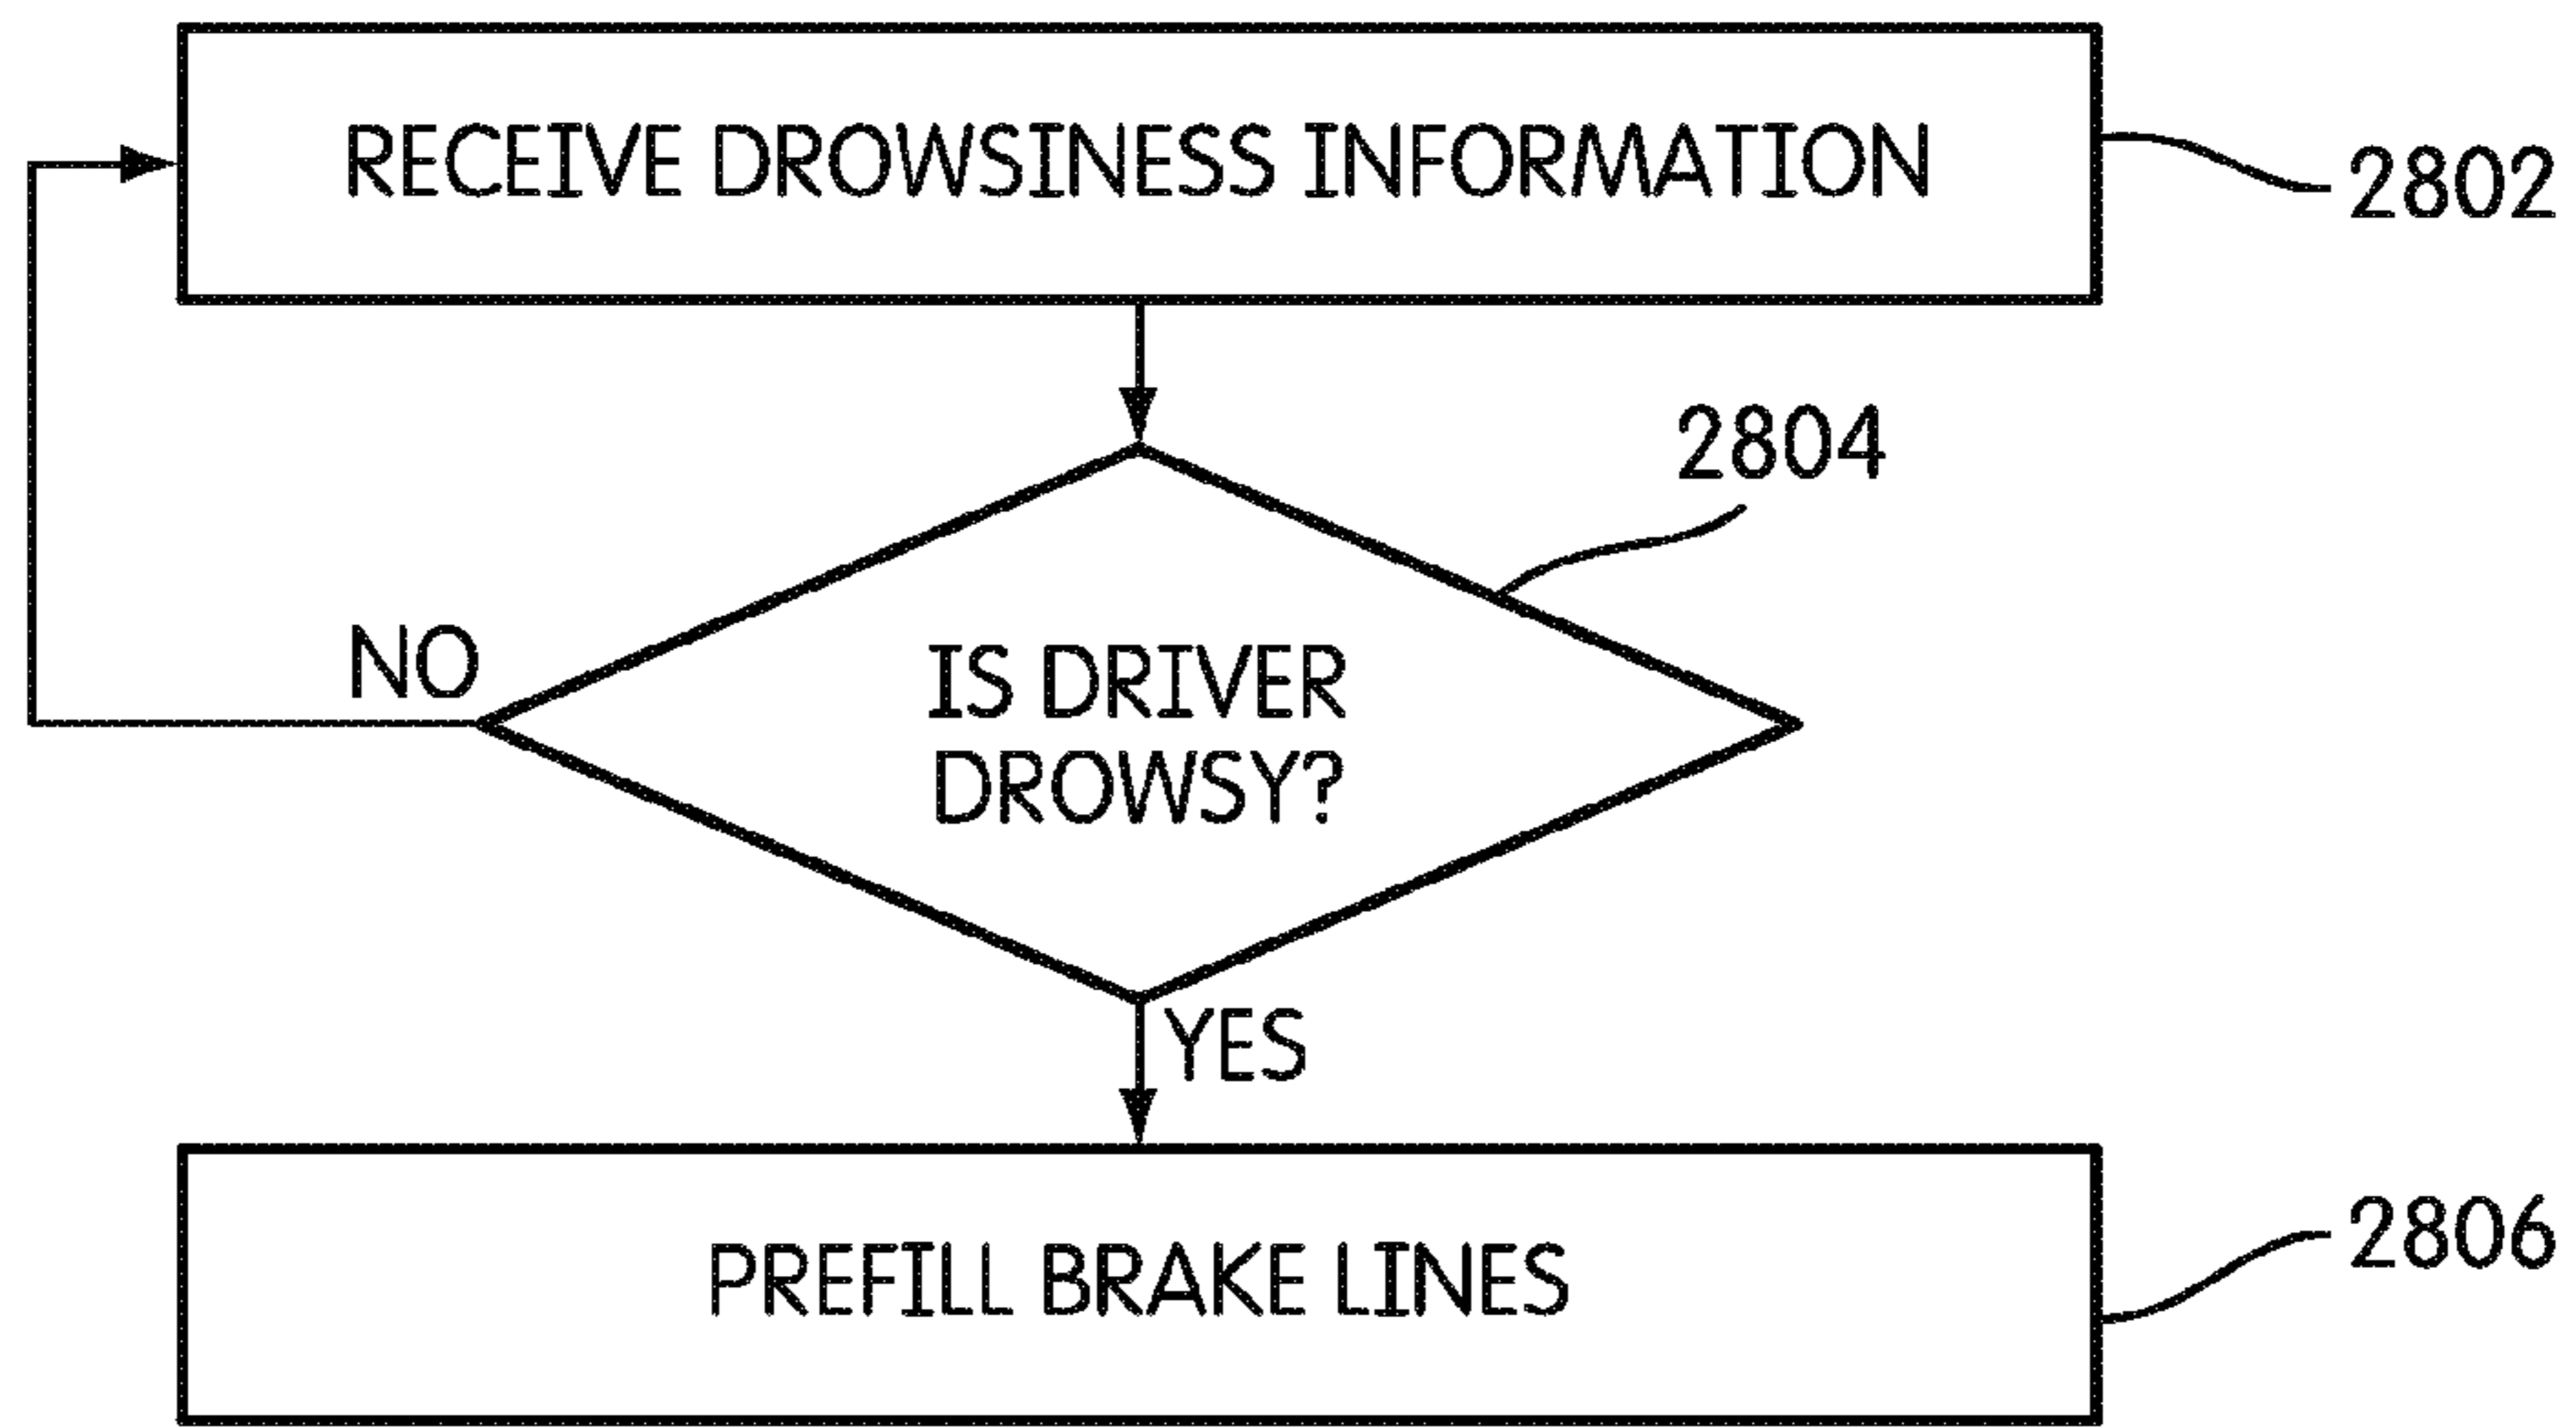 RECEIVE DROWSINESS INFORMATION
2802
2804
NO
IS DRIVER
DROWSY?
YES
PREFILL BRAKE LINES
2806